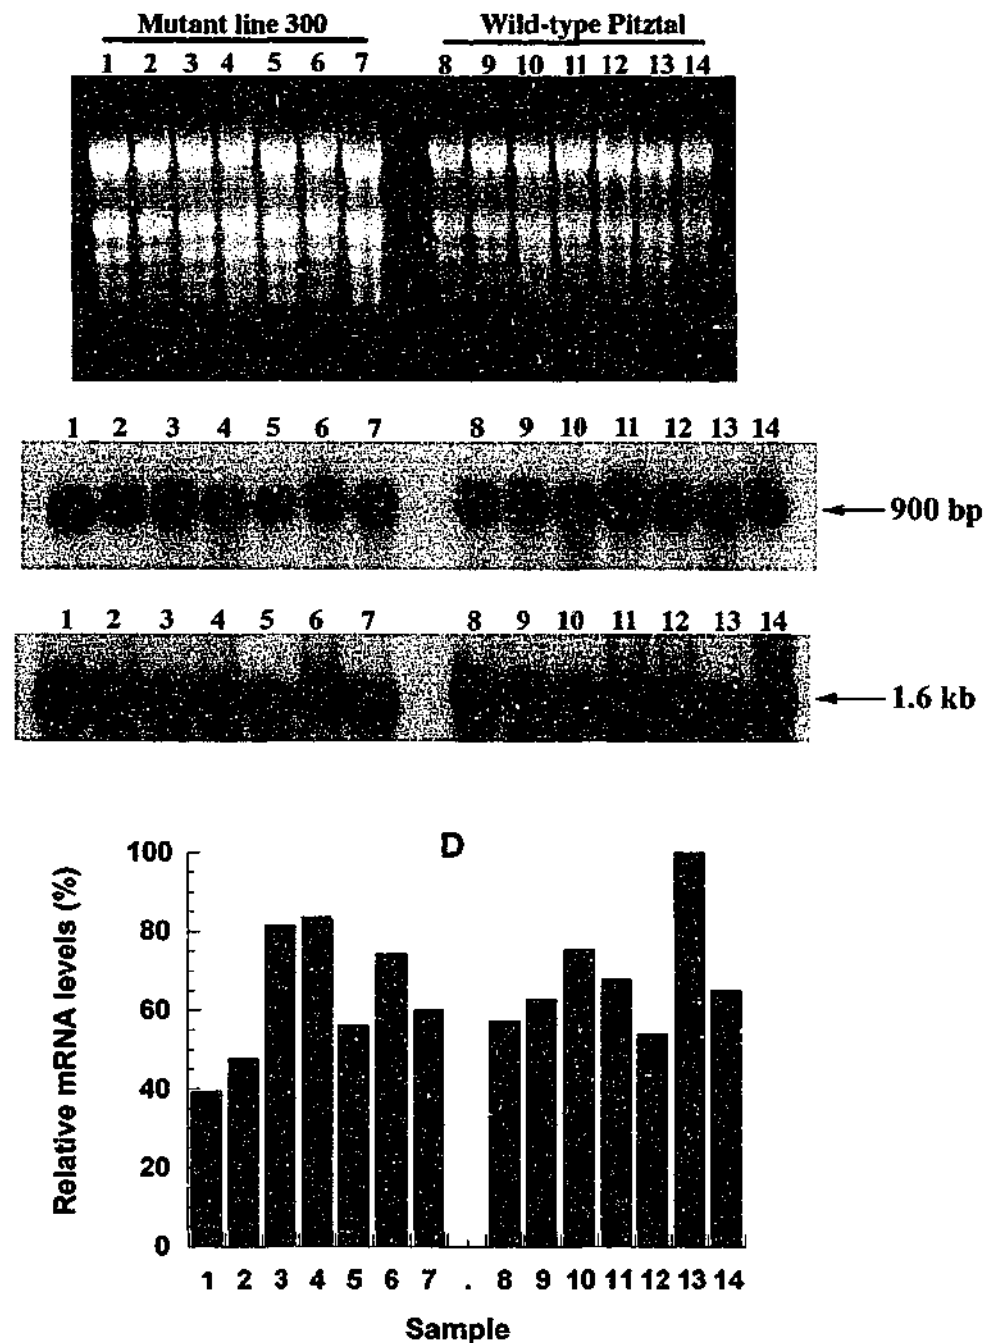 Mutant line 300 Wild-type Pitztal
1 2 3 4 5 6 7 8 9 10 11 12 13 14
1 2 3 4 5 6 7 8 9 10 11 12 13 14
900 bp
1 2 3 4 5 6 7 8 9 10 11 12 13 14
1.6 kb
D
Relative mRNA levels (%)
100
80
60
40
20
0
1 2 3 4 5 6 7 . 8 9 10 11 12 13 14
Sample